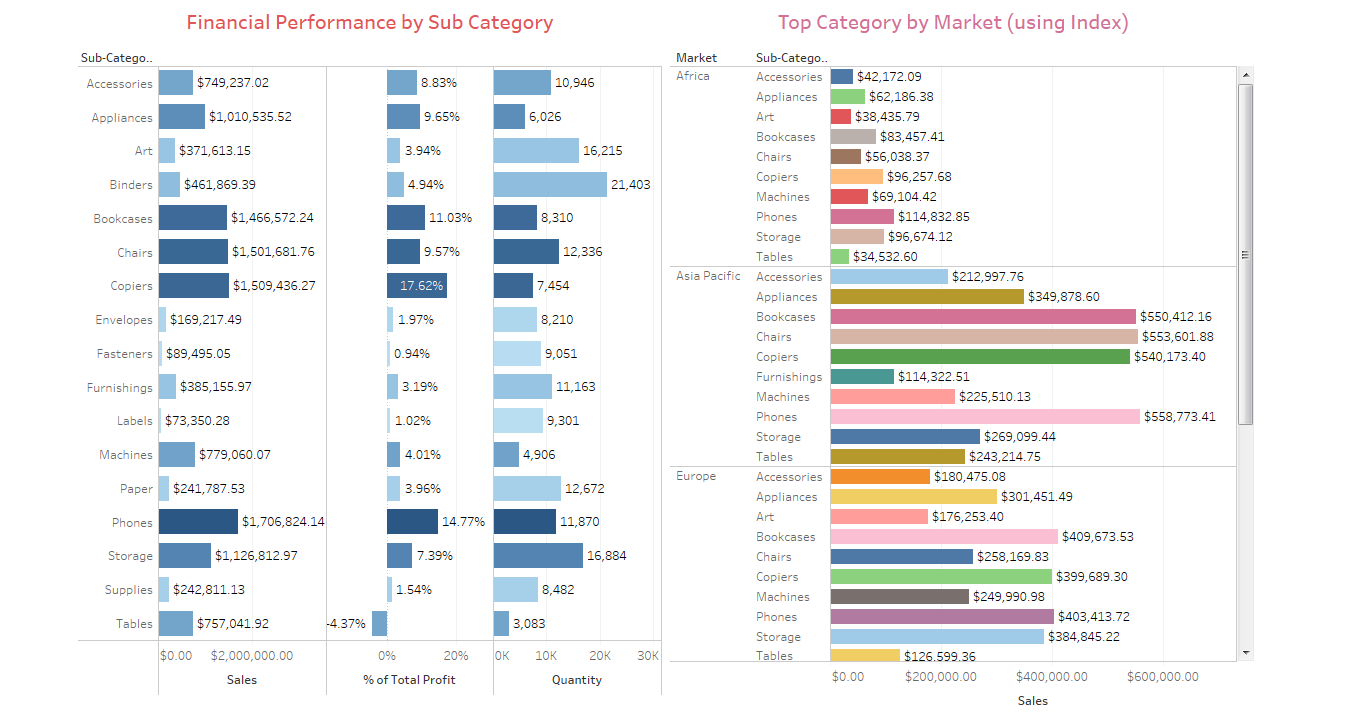 Financial Performance by Sub Category
Sub-Catego..
Accessories $749,237.02 8.83% 10,946
Appliances $1,010,535.52 9.65% 6,026
Art $371,613.15 3.94% 16,215
Binders $461,869.39 4.94% 21,403
Bookcases $1,466,572.24 11.03% 8,310
Chairs $1,501,681.76 9.57% 12,336
Copiers $1,509,436.27 17.62% 7,454
Envelopes $169,217.49 1.97% 8,210
Fasteners $89,495.05 0.94% 9,051
Furnishings $385,155.97 3.19% 11,163
Labels $73,350.28 1.02% 9,301
Machines $779,060.07 4.01% 4,906
Paper $241,787.53 3.96% 12,672
Phones $1,706,824.14 14.77% 11,870
Storage $1,126,812.97 7.39% 16,884
Supplies $242,811.13 1.54% 8,482
Tables $757,041.92 -4.37% 3,083
$0.00 $2,000,000.00 0% 20% 0K 10K 20K 30K
Sales % of Total Profit Quantity
Top Category by Market (using Index)
Market Sub-Catego..
Africa Accessories $42,172.09
Appliances $62,186.38
Art $38,435.79
Bookcases $83,457.41
Chairs $56,038.37
Copiers $96,257.68
Machines $69,104.42
Phones $114,832.85
Storage $96,674.12
Tables $34,532.60
Asia Pacific Accessories $212,997.76
Appliances $349,878.60
Bookcases $550,412.16
Chairs $553,601.88
Copiers $540,173.40
Furnishings $114,322.51
Machines $225,510.13
Phones $558,773.41
Storage $269,099.44
Tables $243,214.75
Europe Accessories $180,475.08
Appliances $301,451.49
Art $176,253.40
Bookcases $409,673.53
Chairs $258,169.83
Copiers $399,689.30
Machines $249,990.98
Phones $403,413.72
Storage $384,845.22
Tables $126,599.36
$0.00 $200,000.00 $400,000.00 $600,000.00
Sales